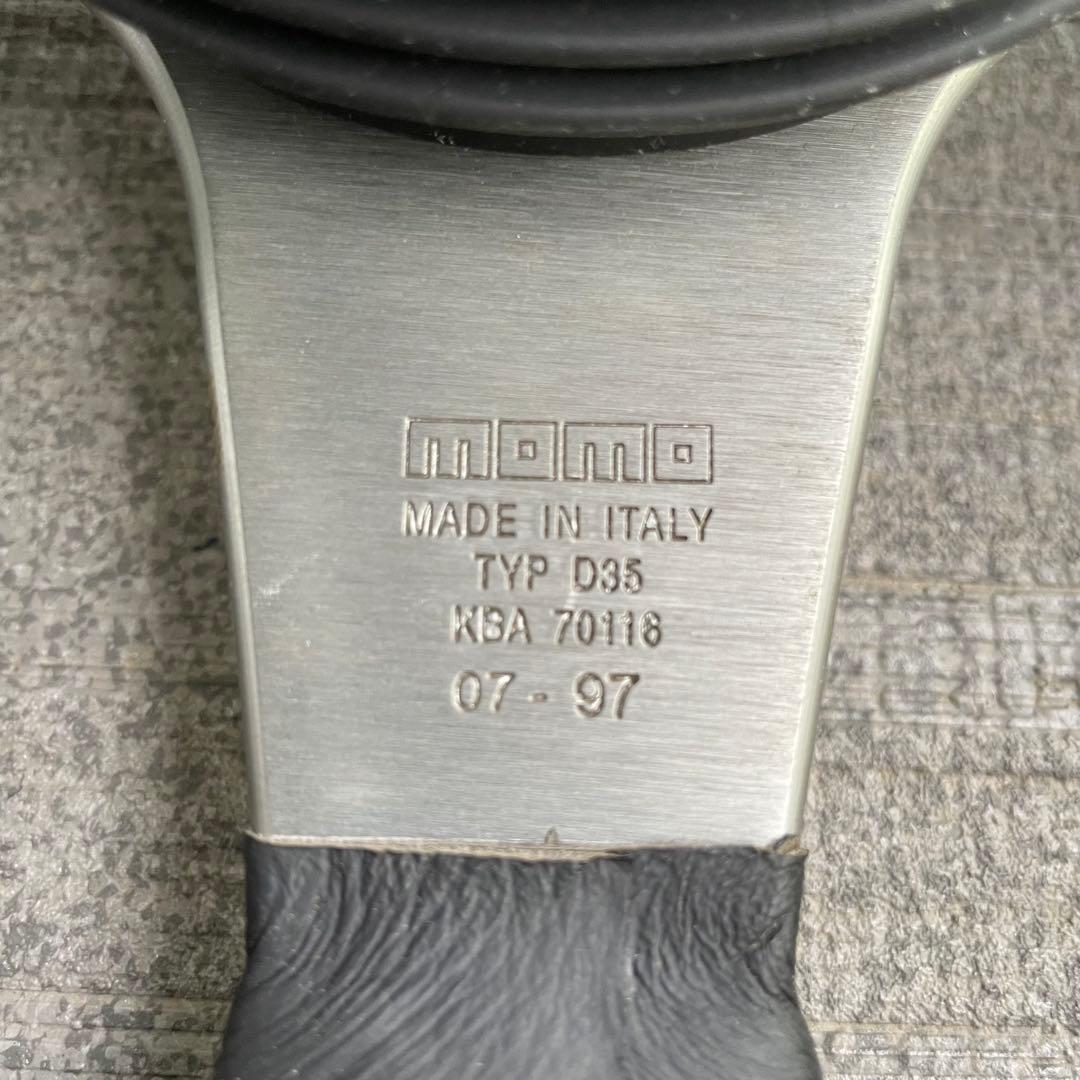 momo
MADE IN ITALY
TYP D35
KBA 70116
07 - 97